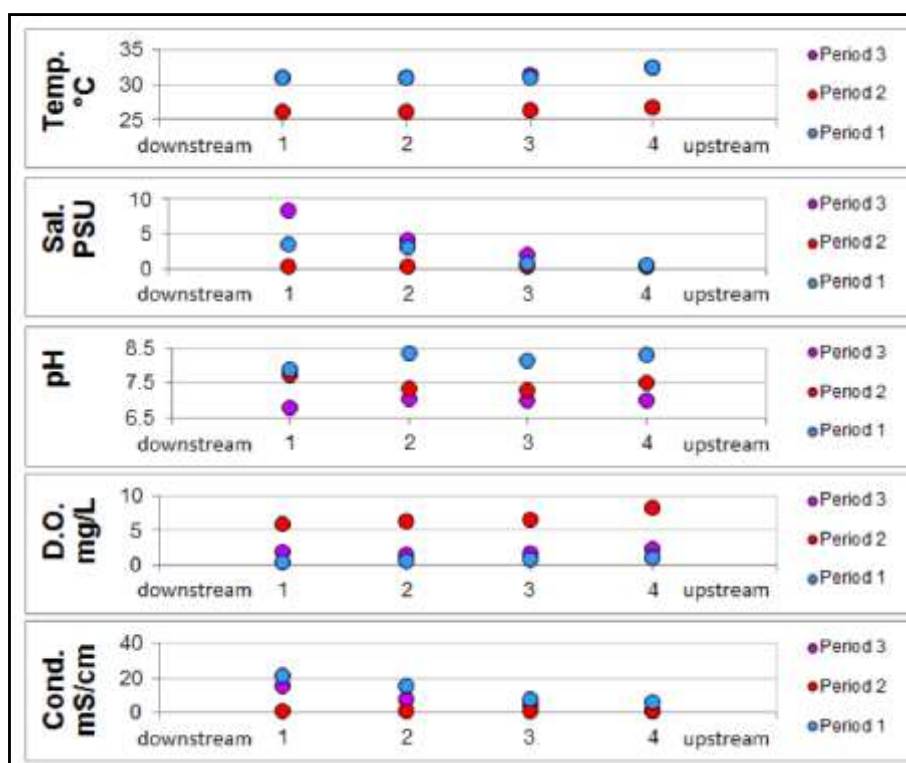 Temp. °C
35
30
25
downstream 1 2 3 4 upstream
Period 3
Period 2
Period 1
Sal. PSU
10
5
0
downstream 1 2 3 4 upstream
Period 3
Period 2
Period 1
pH
8.5
7.5
6.5
downstream 1 2 3 4 upstream
Period 3
Period 2
Period 1
D.O. mg/L
10
5
0
downstream 1 2 3 4 upstream
Period 3
Period 2
Period 1
Cond. mS/cm
40
20
0
downstream 1 2 3 4 upstream
Period 3
Period 2
Period 1